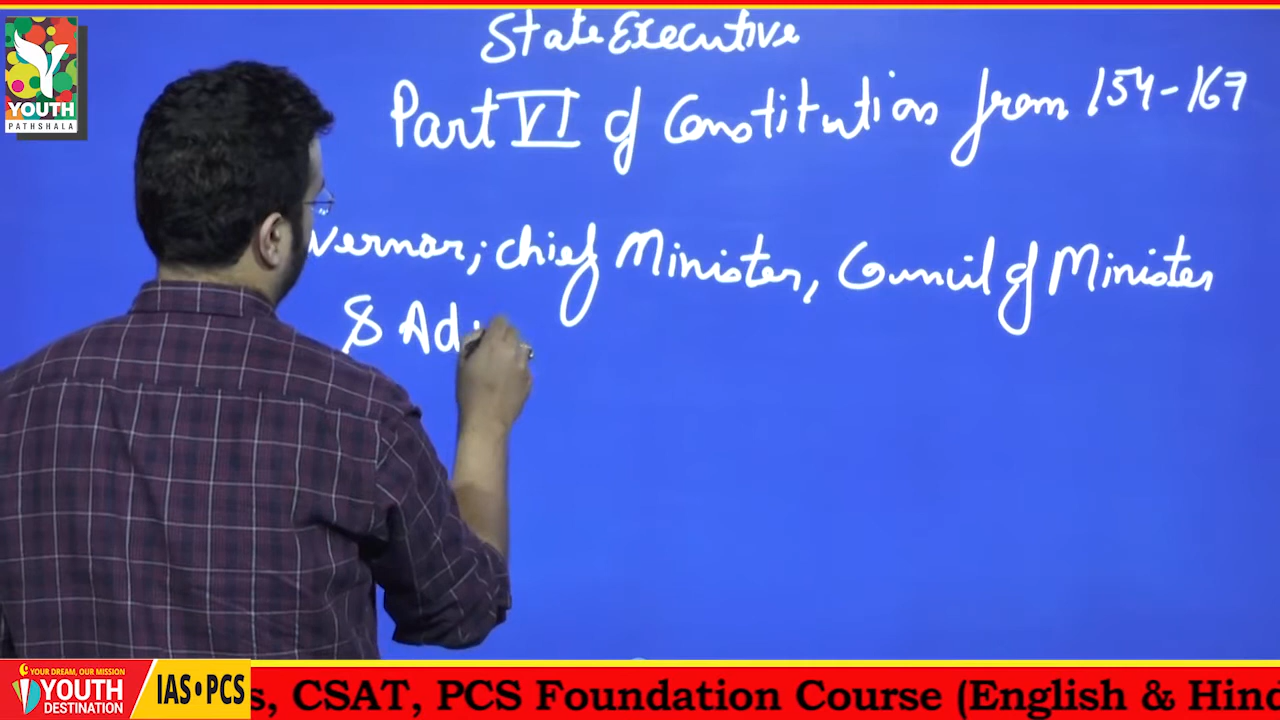 State Executive
Part VI of Constitution from 154-167
vernor; chief Minister, Council of Minister
& Ad
YOUTH
PATHSHALA
YOUR DREAM, OUR MISSION
YOUTH
DESTINATION
IAS•PCS
s, CSAT, PCS Foundation Course (English & Hind